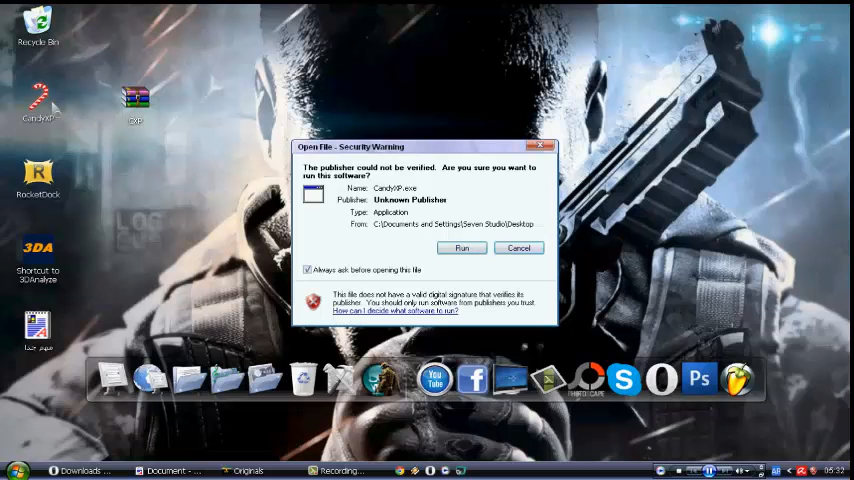 Recycle Bin
CandyXP
CXP
RocketDock
3DA
Shortcut to
3DAnalyze
مهم جدا
Open File - Security Warning
The publisher could not be verified.  Are you sure you want to
run this software?
Name: CandyXP.exe
Publisher: Unknown Publisher
Type: Application
From: C:\Documents and Settings\Seven Studio\Desktop
Run
Cancel
Always ask before opening this file
This file does not have a valid digital signature that verifies its
publisher. You should only run software from publishers you trust.
How can I decide what software to run?
You
Tube
PHOTOSCAPE
Ps
Downloads ...
Document - ...
Originals
Recording...
AR
05:32